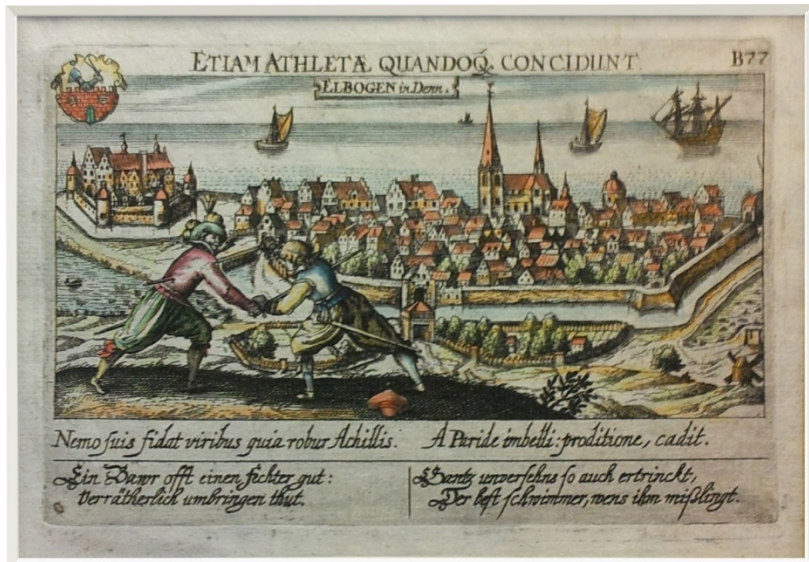 ETIAM ATHLETÆ QUANDOQ́. CONCIDUNT.
B77
ELBOGEN in Denn.
Nemo suis fidat viribus quia robur Achillis. A Paride imbelli: proditione, cadit.
Ein Bawr offt einen fechter gut:
Verrätherlich umbringen thut.
Gantz unversehns so auch ertrinckt,
Der best schwimmer, wens ihm mißlingt.